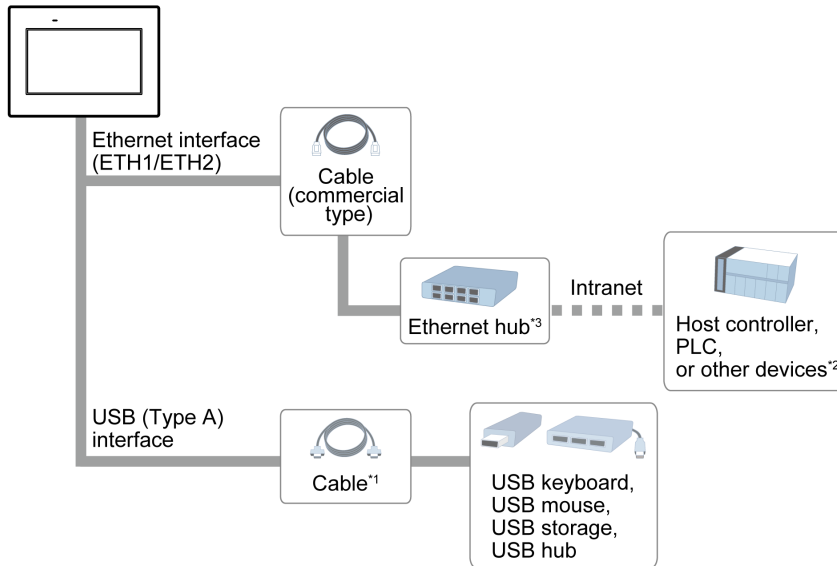 Ethernet interface
(ETH1/ETH2)
Cable
(commercial
type)
Ethernet hub*3
Intranet
Host controller,
PLC,
or other devices*2
USB (Type A)
interface
Cable*1
USB keyboard,
USB mouse,
USB storage,
USB hub